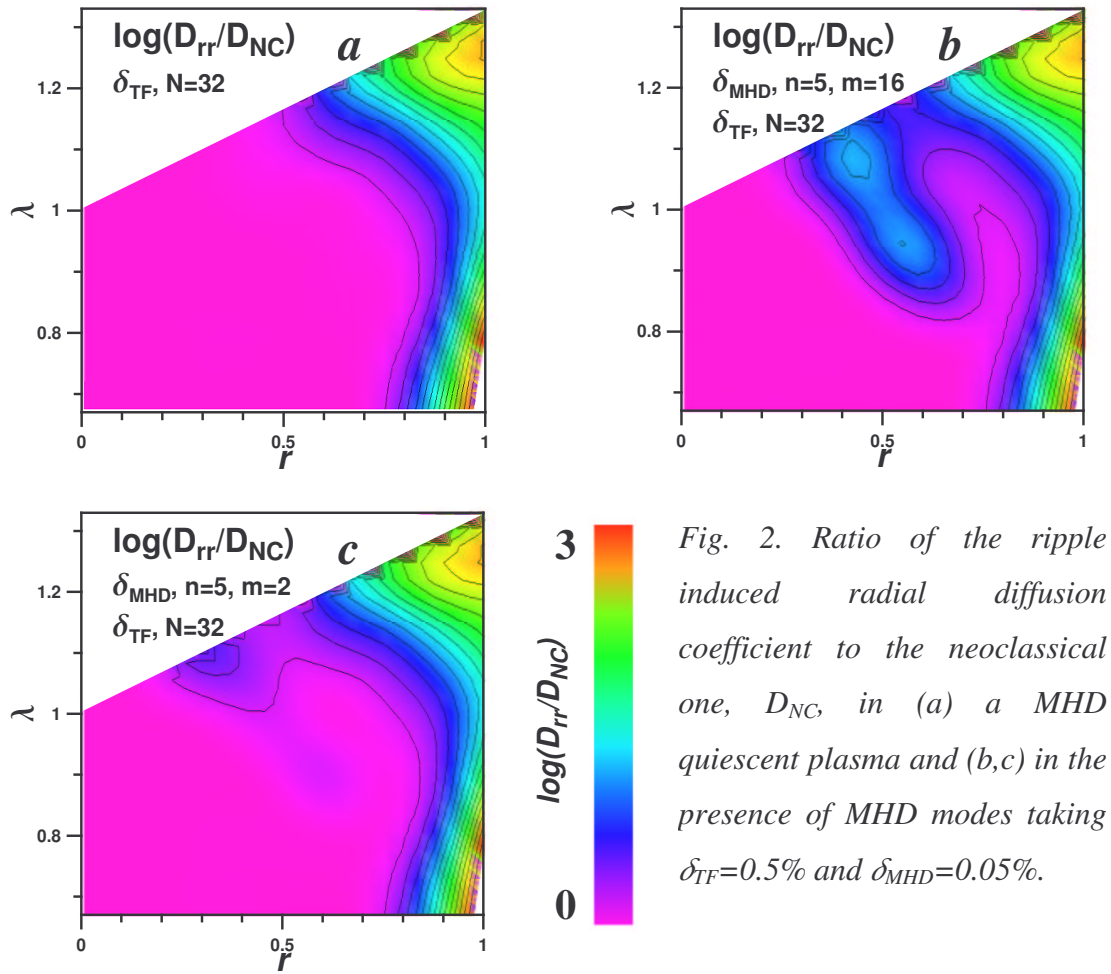 log(D_rr/D_NC) a
δ_TF, N=32
1.2
1
0.8
λ
0
0.5
1
r
log(D_rr/D_NC) b
δ_MHD, n=5, m=16
δ_TF, N=32
1.2
1
0.8
λ
0
0.5
1
r
log(D_rr/D_NC) c
δ_MHD, n=5, m=2
δ_TF, N=32
1.2
1
0.8
λ
0
0.5
1
r
3
log(D_rr/D_NC)
0
Fig. 2. Ratio of the ripple
induced radial diffusion
coefficient to the neoclassical
one, D_NC, in (a) a MHD
quiescent plasma and (b,c) in the
presence of MHD modes taking
δ_TF=0.5% and δ_MHD=0.05%.